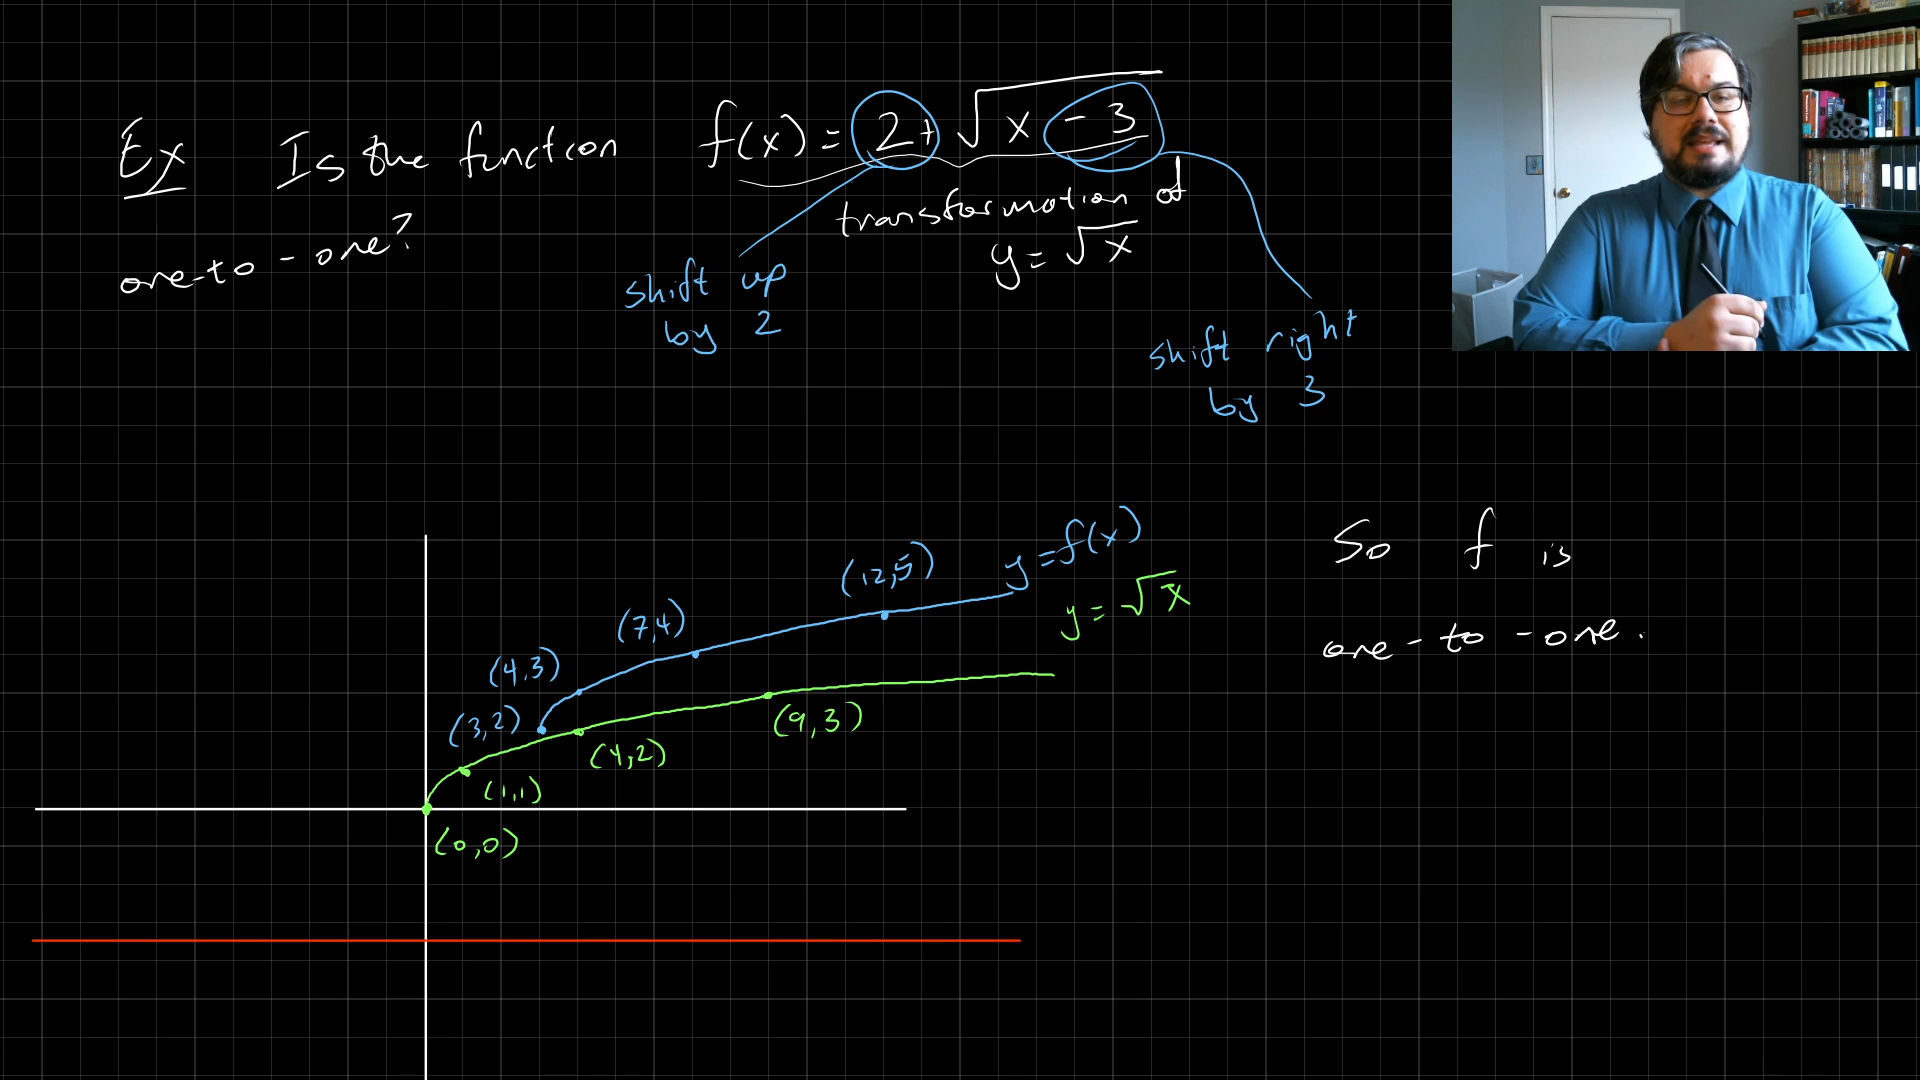 Ex Is the function f(x) = 2+ √x - 3
one-to-one?
transformation of
y = √x
shift up
by 2
shift right
by 3
y = f(x)
y = √x
(12,5)
(7,4)
(4,3)
(3,2)
(9,3)
(4,2)
(1,1)
(0,0)
So f is
one-to-one.